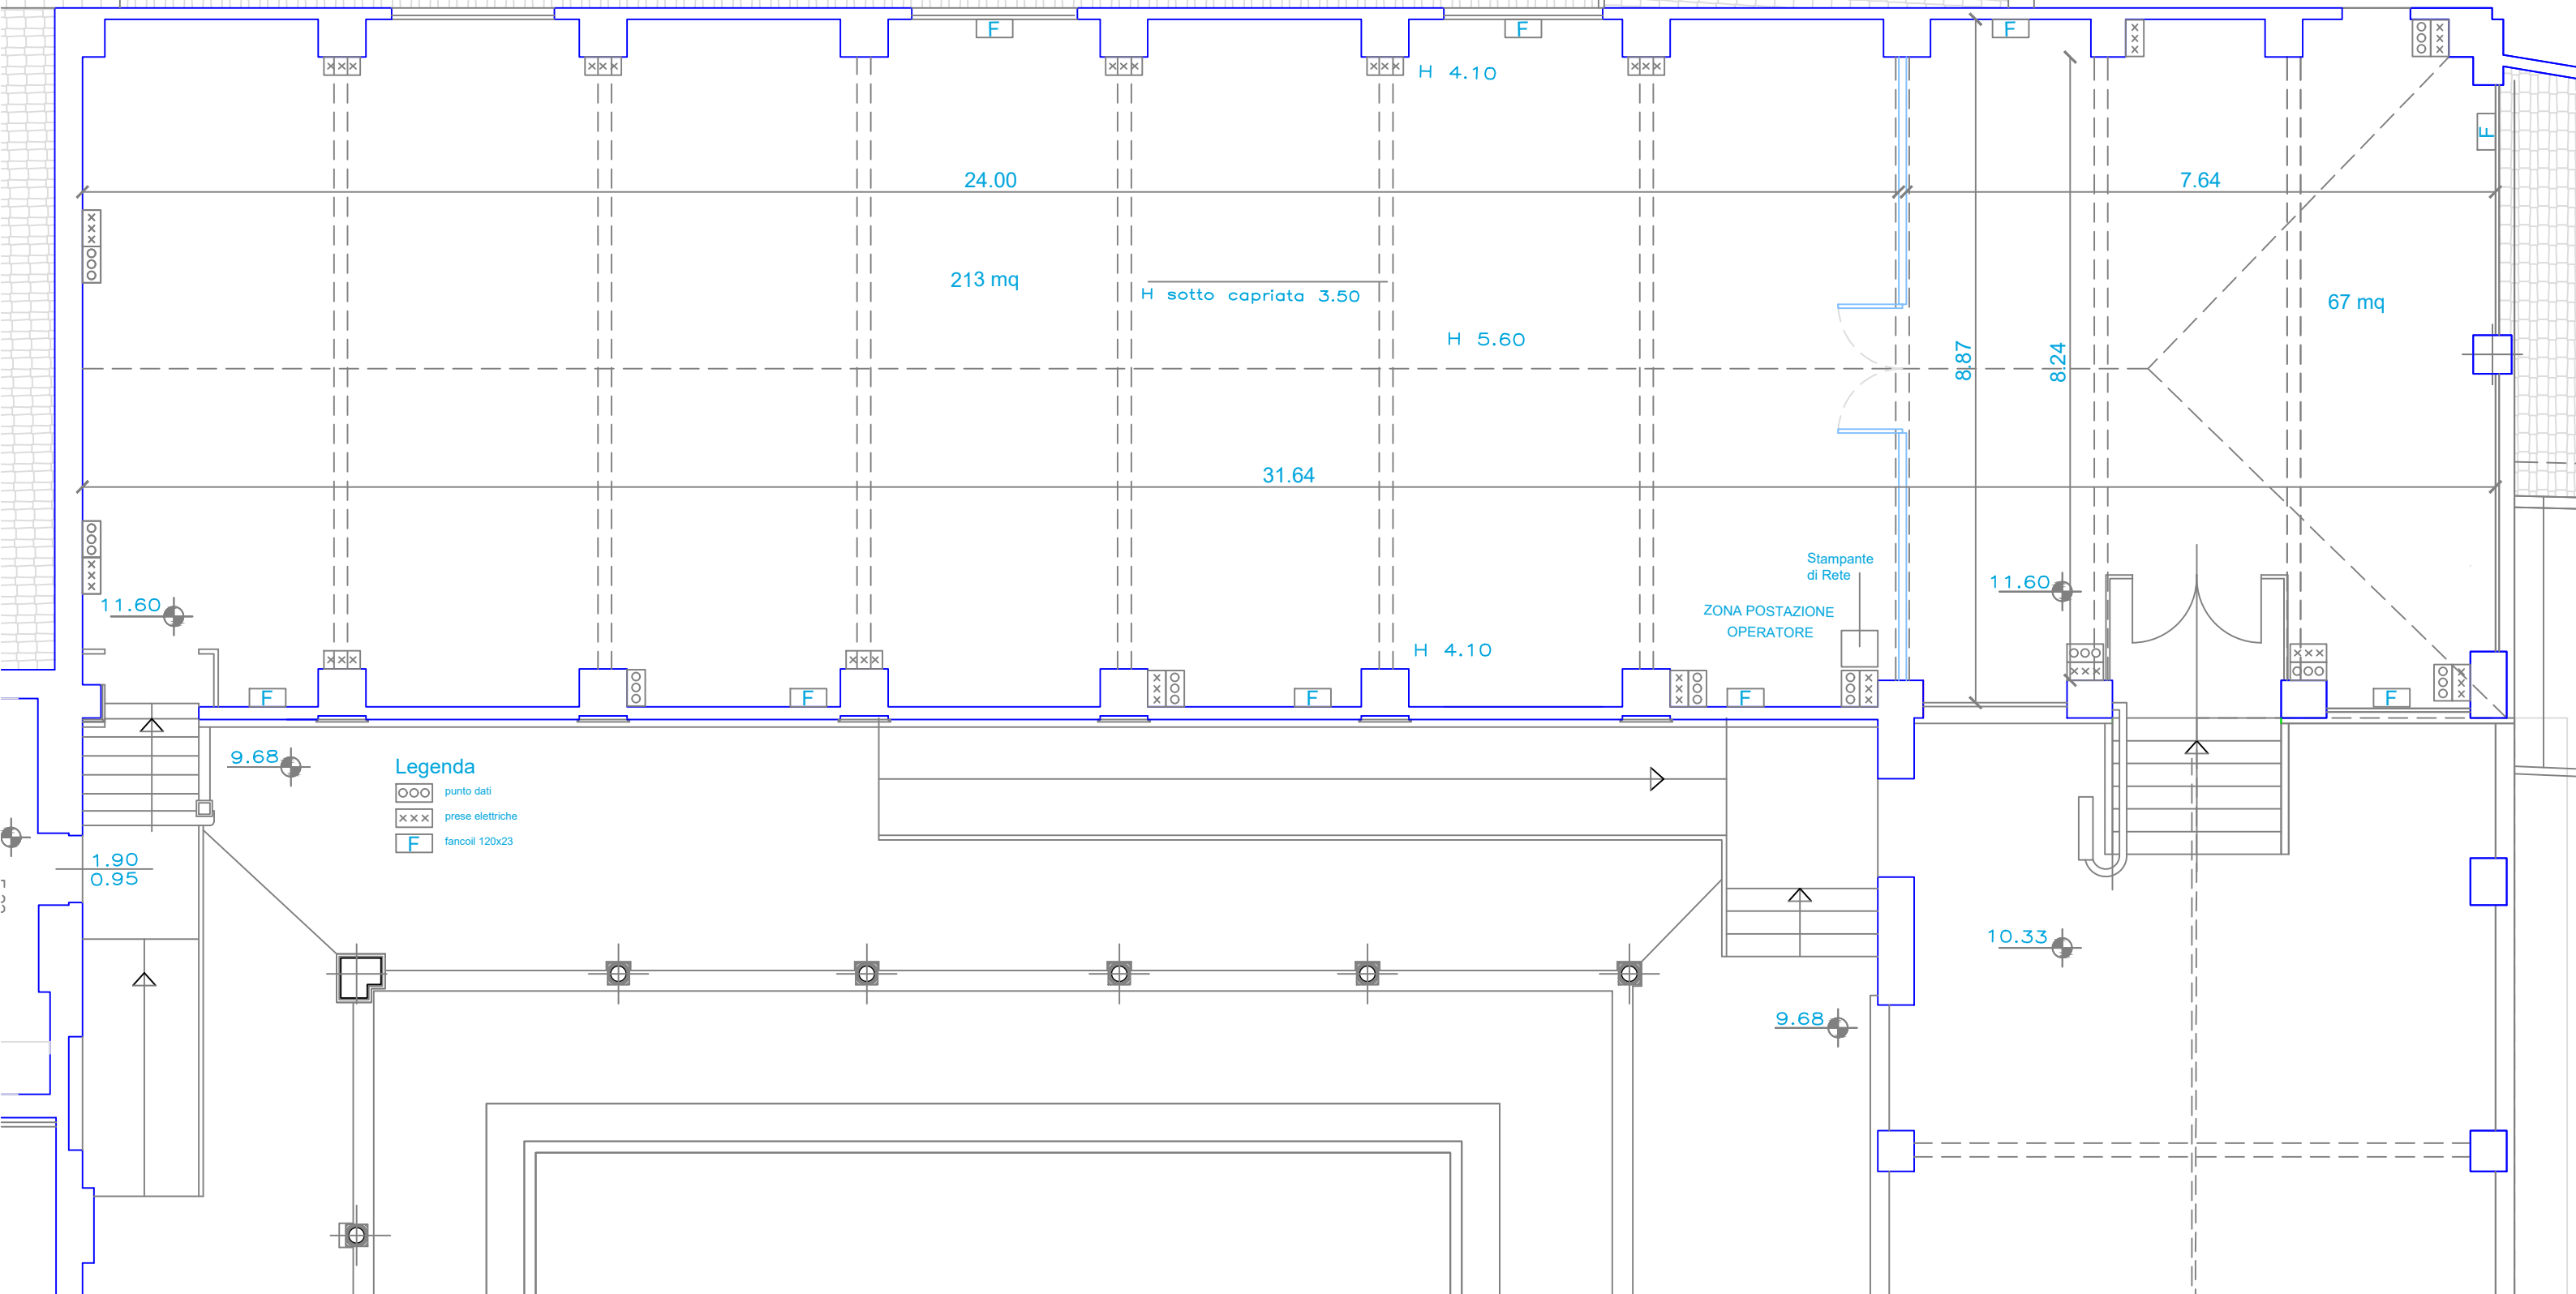 F
F
F
H 4.10
F
24.00
7.64
213 mq
H sotto capriata 3.50
67 mq
H 5.60
8.87
8.24
31.64
Stampante
di Rete
11.60
11.60
ZONA POSTAZIONE
OPERATORE
H 4.10
F
F
F
F
F
9.68
Legenda
punto dati
prese elettriche
F fancoil 120x23
1.90
0.95
10.33
9.68